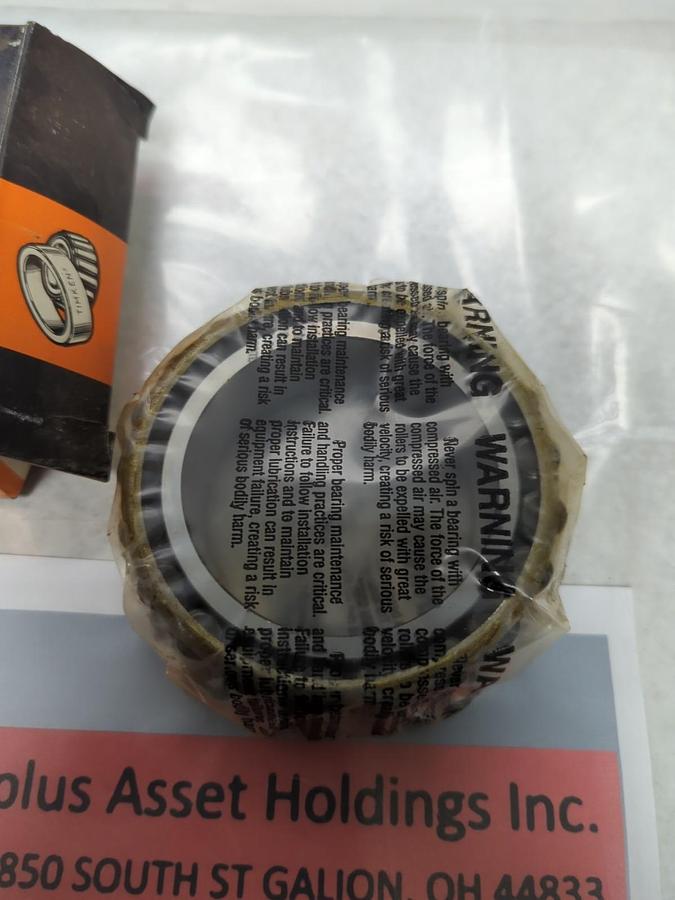 TIMKEN
WARNING
Never spin a bearing with
compressed air. The force of the
compressed air may cause the
rollers to be expelled with great
velocity, creating a risk of serious
bodily harm.
Proper bearing maintenance
and handling practices are critical.
Failure to follow installation
instructions and to maintain
proper lubrication can result in
equipment failure, creating a risk
of serious bodily harm.
plus Asset Holdings Inc.
850 SOUTH ST GALION, OH 44833